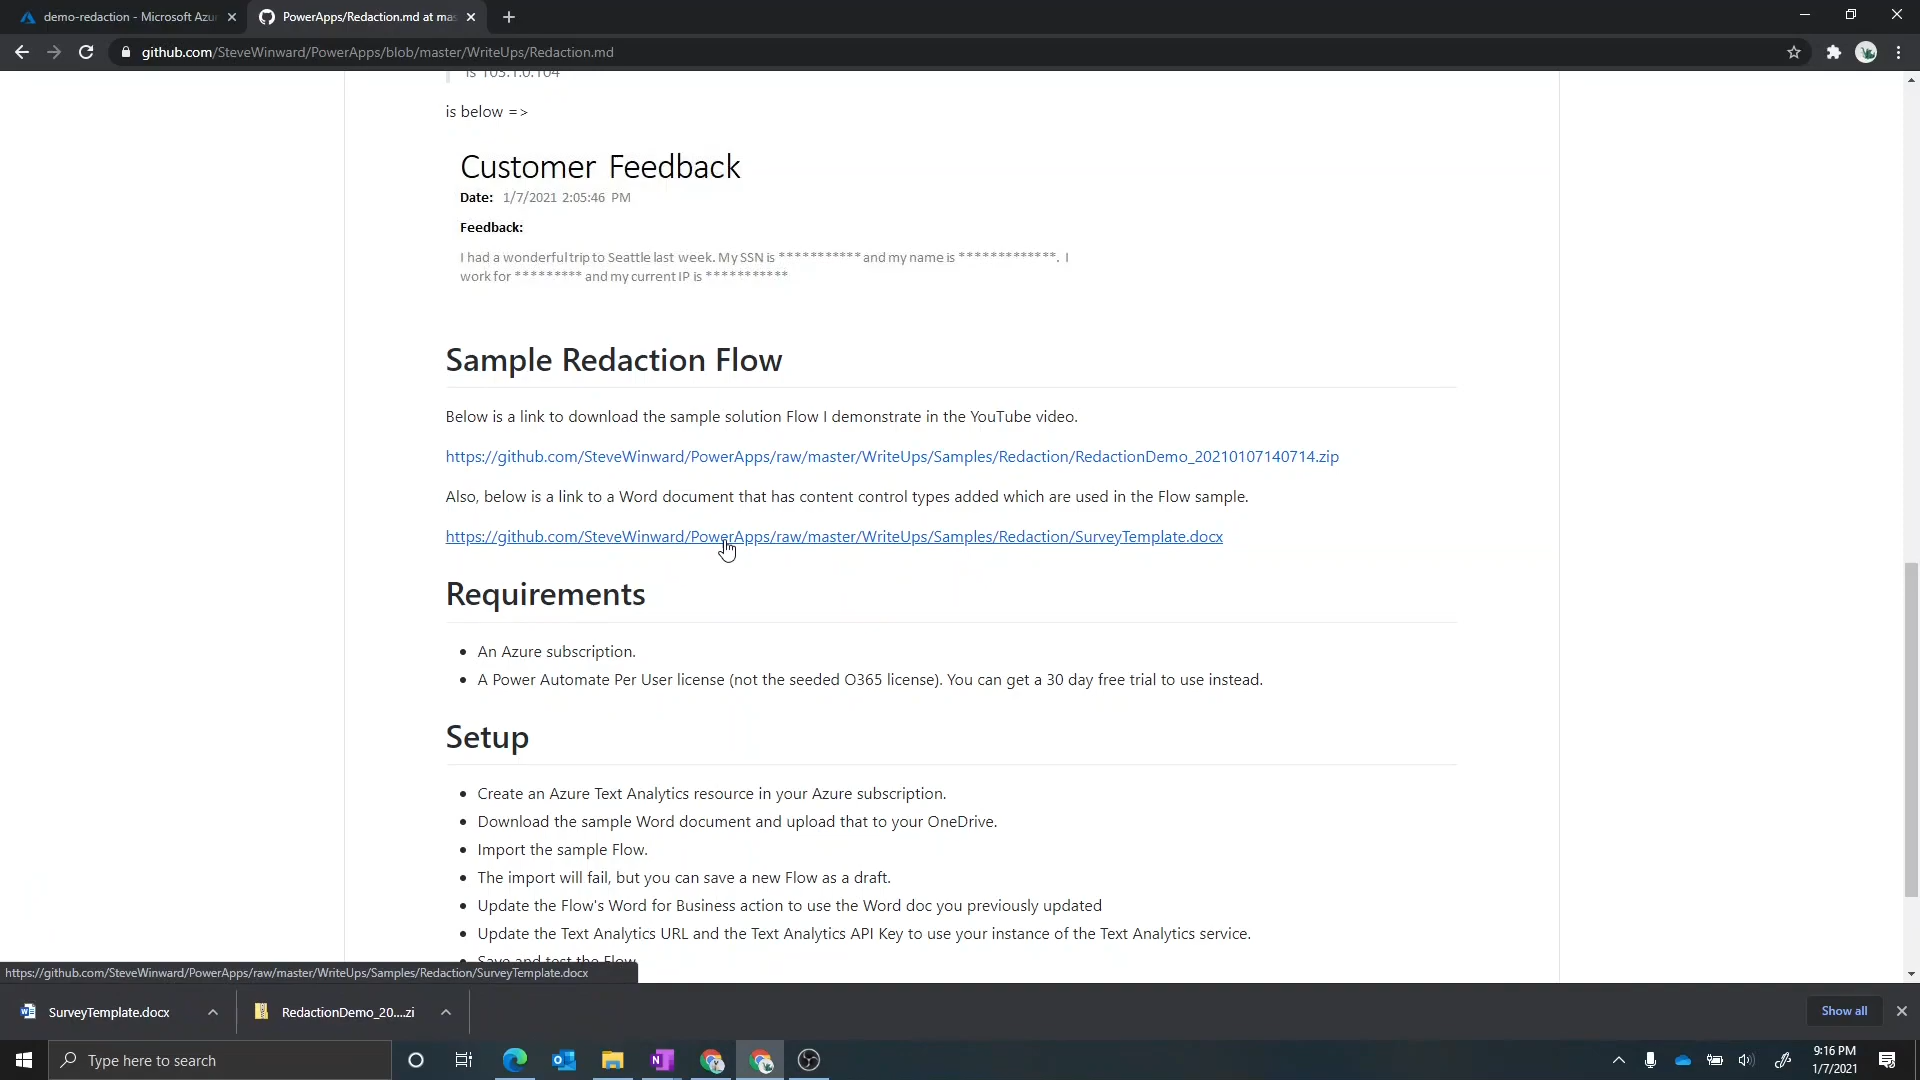 demo-redaction - Microsoft Azu
PowerApps/Redaction.md at mas
github.com/SteveWinward/PowerApps/blob/master/WriteUps/Redaction.md
is 103.1.0.104
is below =>
Customer Feedback
Date: 1/7/2021 2:05:46 PM
Feedback:
I had a wonderful trip to Seattle last week. My SSN is *********** and my name is *************. I
work for ********* and my current IP is ***********
Sample Redaction Flow
Below is a link to download the sample solution Flow I demonstrate in the YouTube video.
https://github.com/SteveWinward/PowerApps/raw/master/WriteUps/Samples/Redaction/RedactionDemo_20210107140714.zip
Also, below is a link to a Word document that has content control types added which are used in the Flow sample.
https://github.com/SteveWinward/PowerApps/raw/master/WriteUps/Samples/Redaction/SurveyTemplate.docx
Requirements
• An Azure subscription.
• A Power Automate Per User license (not the seeded O365 license). You can get a 30 day free trial to use instead.
Setup
• Create an Azure Text Analytics resource in your Azure subscription.
• Download the sample Word document and upload that to your OneDrive.
• Import the sample Flow.
• The import will fail, but you can save a new Flow as a draft.
• Update the Flow's Word for Business action to use the Word doc you previously updated
• Update the Text Analytics URL and the Text Analytics API Key to use your instance of the Text Analytics service.
• Save and test the Flow
https://github.com/SteveWinward/PowerApps/raw/master/WriteUps/Samples/Redaction/SurveyTemplate.docx
SurveyTemplate.docx
RedactionDemo_20....zi
Show all
Type here to search
9:16 PM
1/7/2021